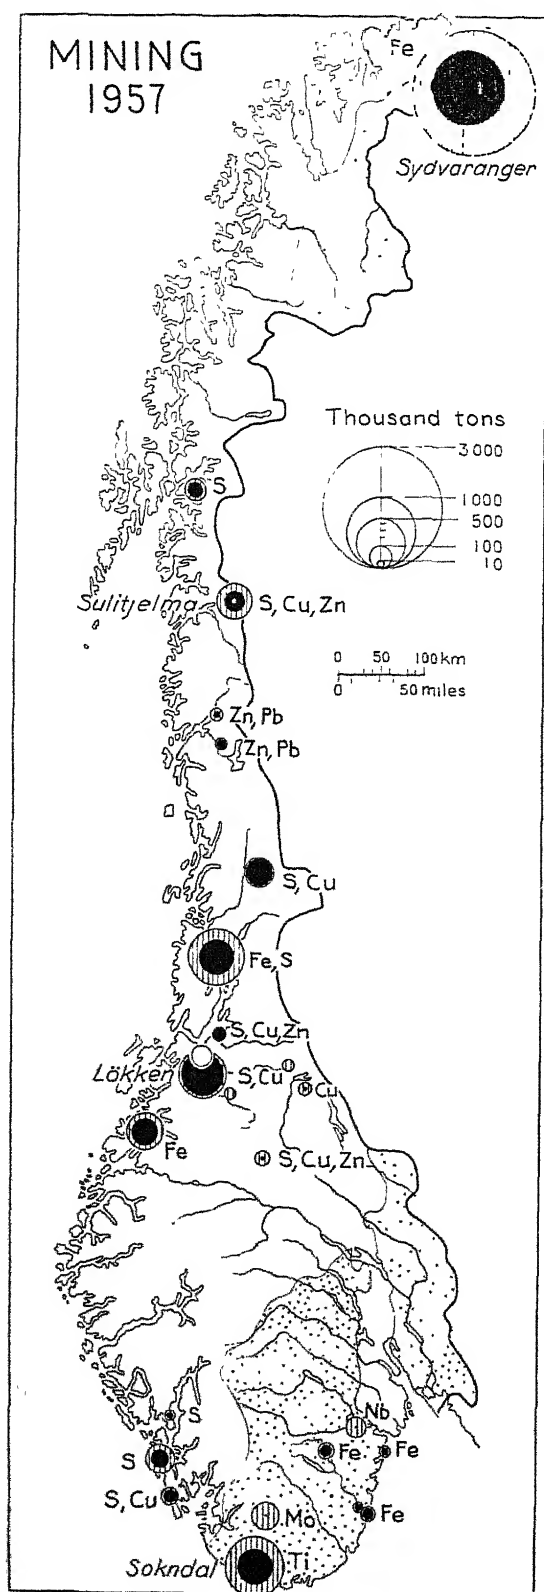 MINING
1957
Fe
Sydvaranger
Thousand tons
3000
1000
500
100
10
S
Sulitjelma
S, Cu, Zn
0 50 100 km
0 50 miles
Zn, Pb
Zn, Pb
S, Cu
Fe, S
S, Cu, Zn
Lökken
S, Cu
Cu
Fe
S, Cu, Zn
S
Nb
S
Fe
Fe
S, Cu
Mo
Fe
Sokndal
Ti